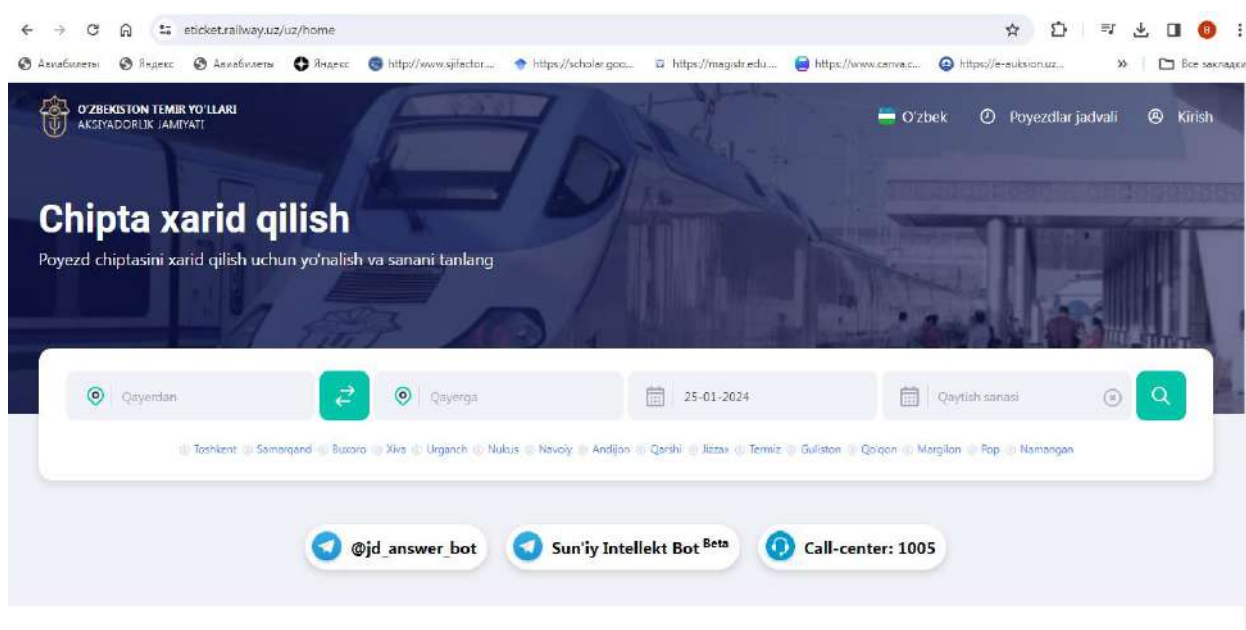 eticket.railway.uz/uz/home
Авиабилеты Яндекс Авиабилеты Яндекс http://www.sjifactor.... https://scholar.goo... https://magistr.edu.... https://www.canva.c... https://e-auksion.uz... » Все закладки
O'ZBEKISTON TEMIR YO'LLARI
AKSIYADORLIK JAMIYATI
O'zbek Poyezdlar jadvali Kirish
Chipta xarid qilish
Poyezd chiptasini xarid qilish uchun yo'nalish va sanani tanlang
Qayerdan Qayerga 25-01-2024 Qaytish sanasi
Toshkent Samarqand Buxoro Xiva Urganch Nukus Navoiy Andijon Qarshi Jizzax Termiz Guliston Qo'qon Margilon Pop Namangan
@jd_answer_bot Sun'iy Intellekt Bot Beta Call-center: 1005